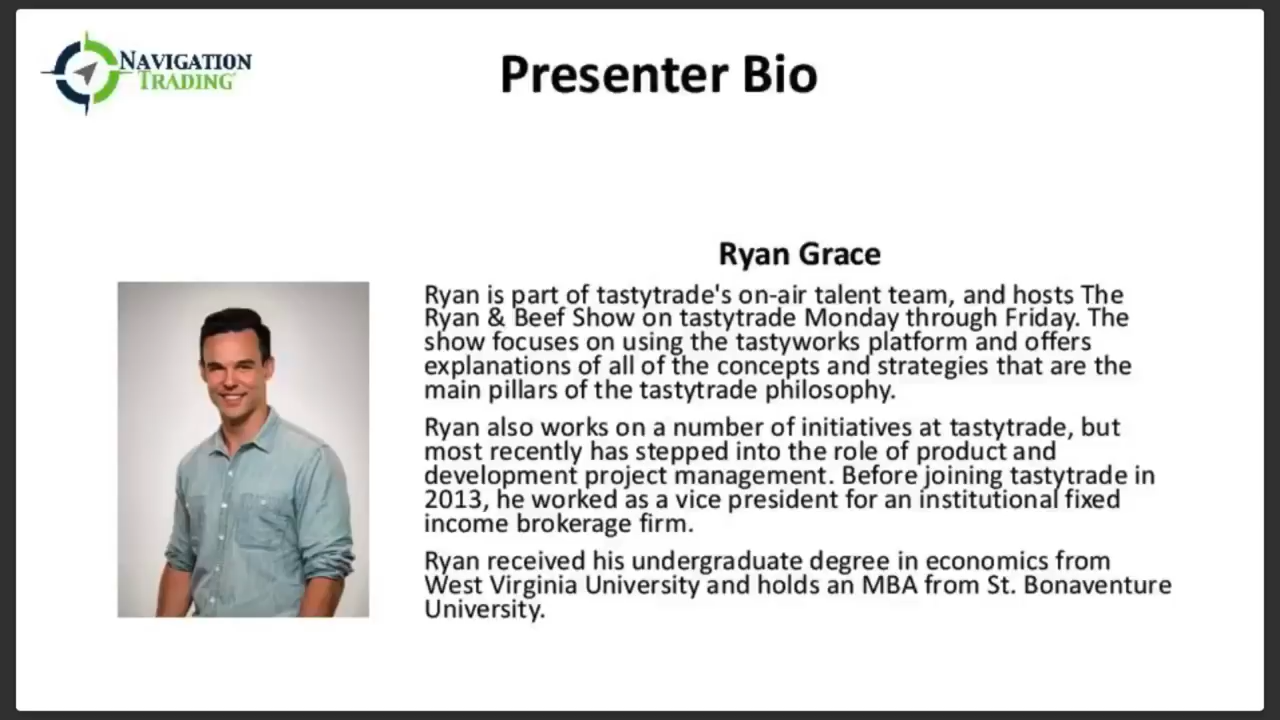 NAVIGATION
TRADING
Presenter Bio
Ryan Grace
Ryan is part of tastytrade's on-air talent team, and hosts The
Ryan & Beef Show on tastytrade Monday through Friday. The
show focuses on using the tastyworks platform and offers
explanations of all of the concepts and strategies that are the
main pillars of the tastytrade philosophy.
Ryan also works on a number of initiatives at tastytrade, but
most recently has stepped into the role of product and
development project management. Before joining tastytrade in
2013, he worked as a vice president for an institutional fixed
income brokerage firm.
Ryan received his undergraduate degree in economics from
West Virginia University and holds an MBA from St. Bonaventure
University.